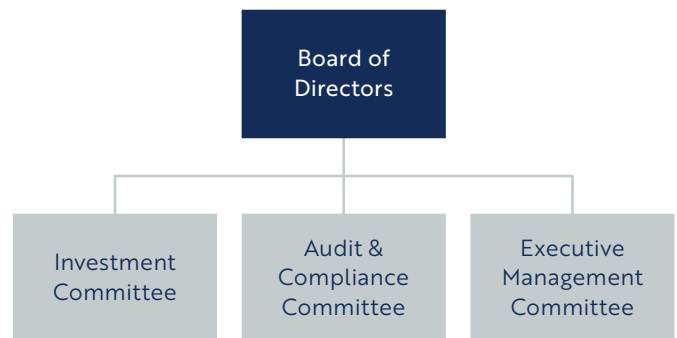 Board of
Directors
Investment
Committee
Audit &
Compliance
Committee
Executive
Management
Committee